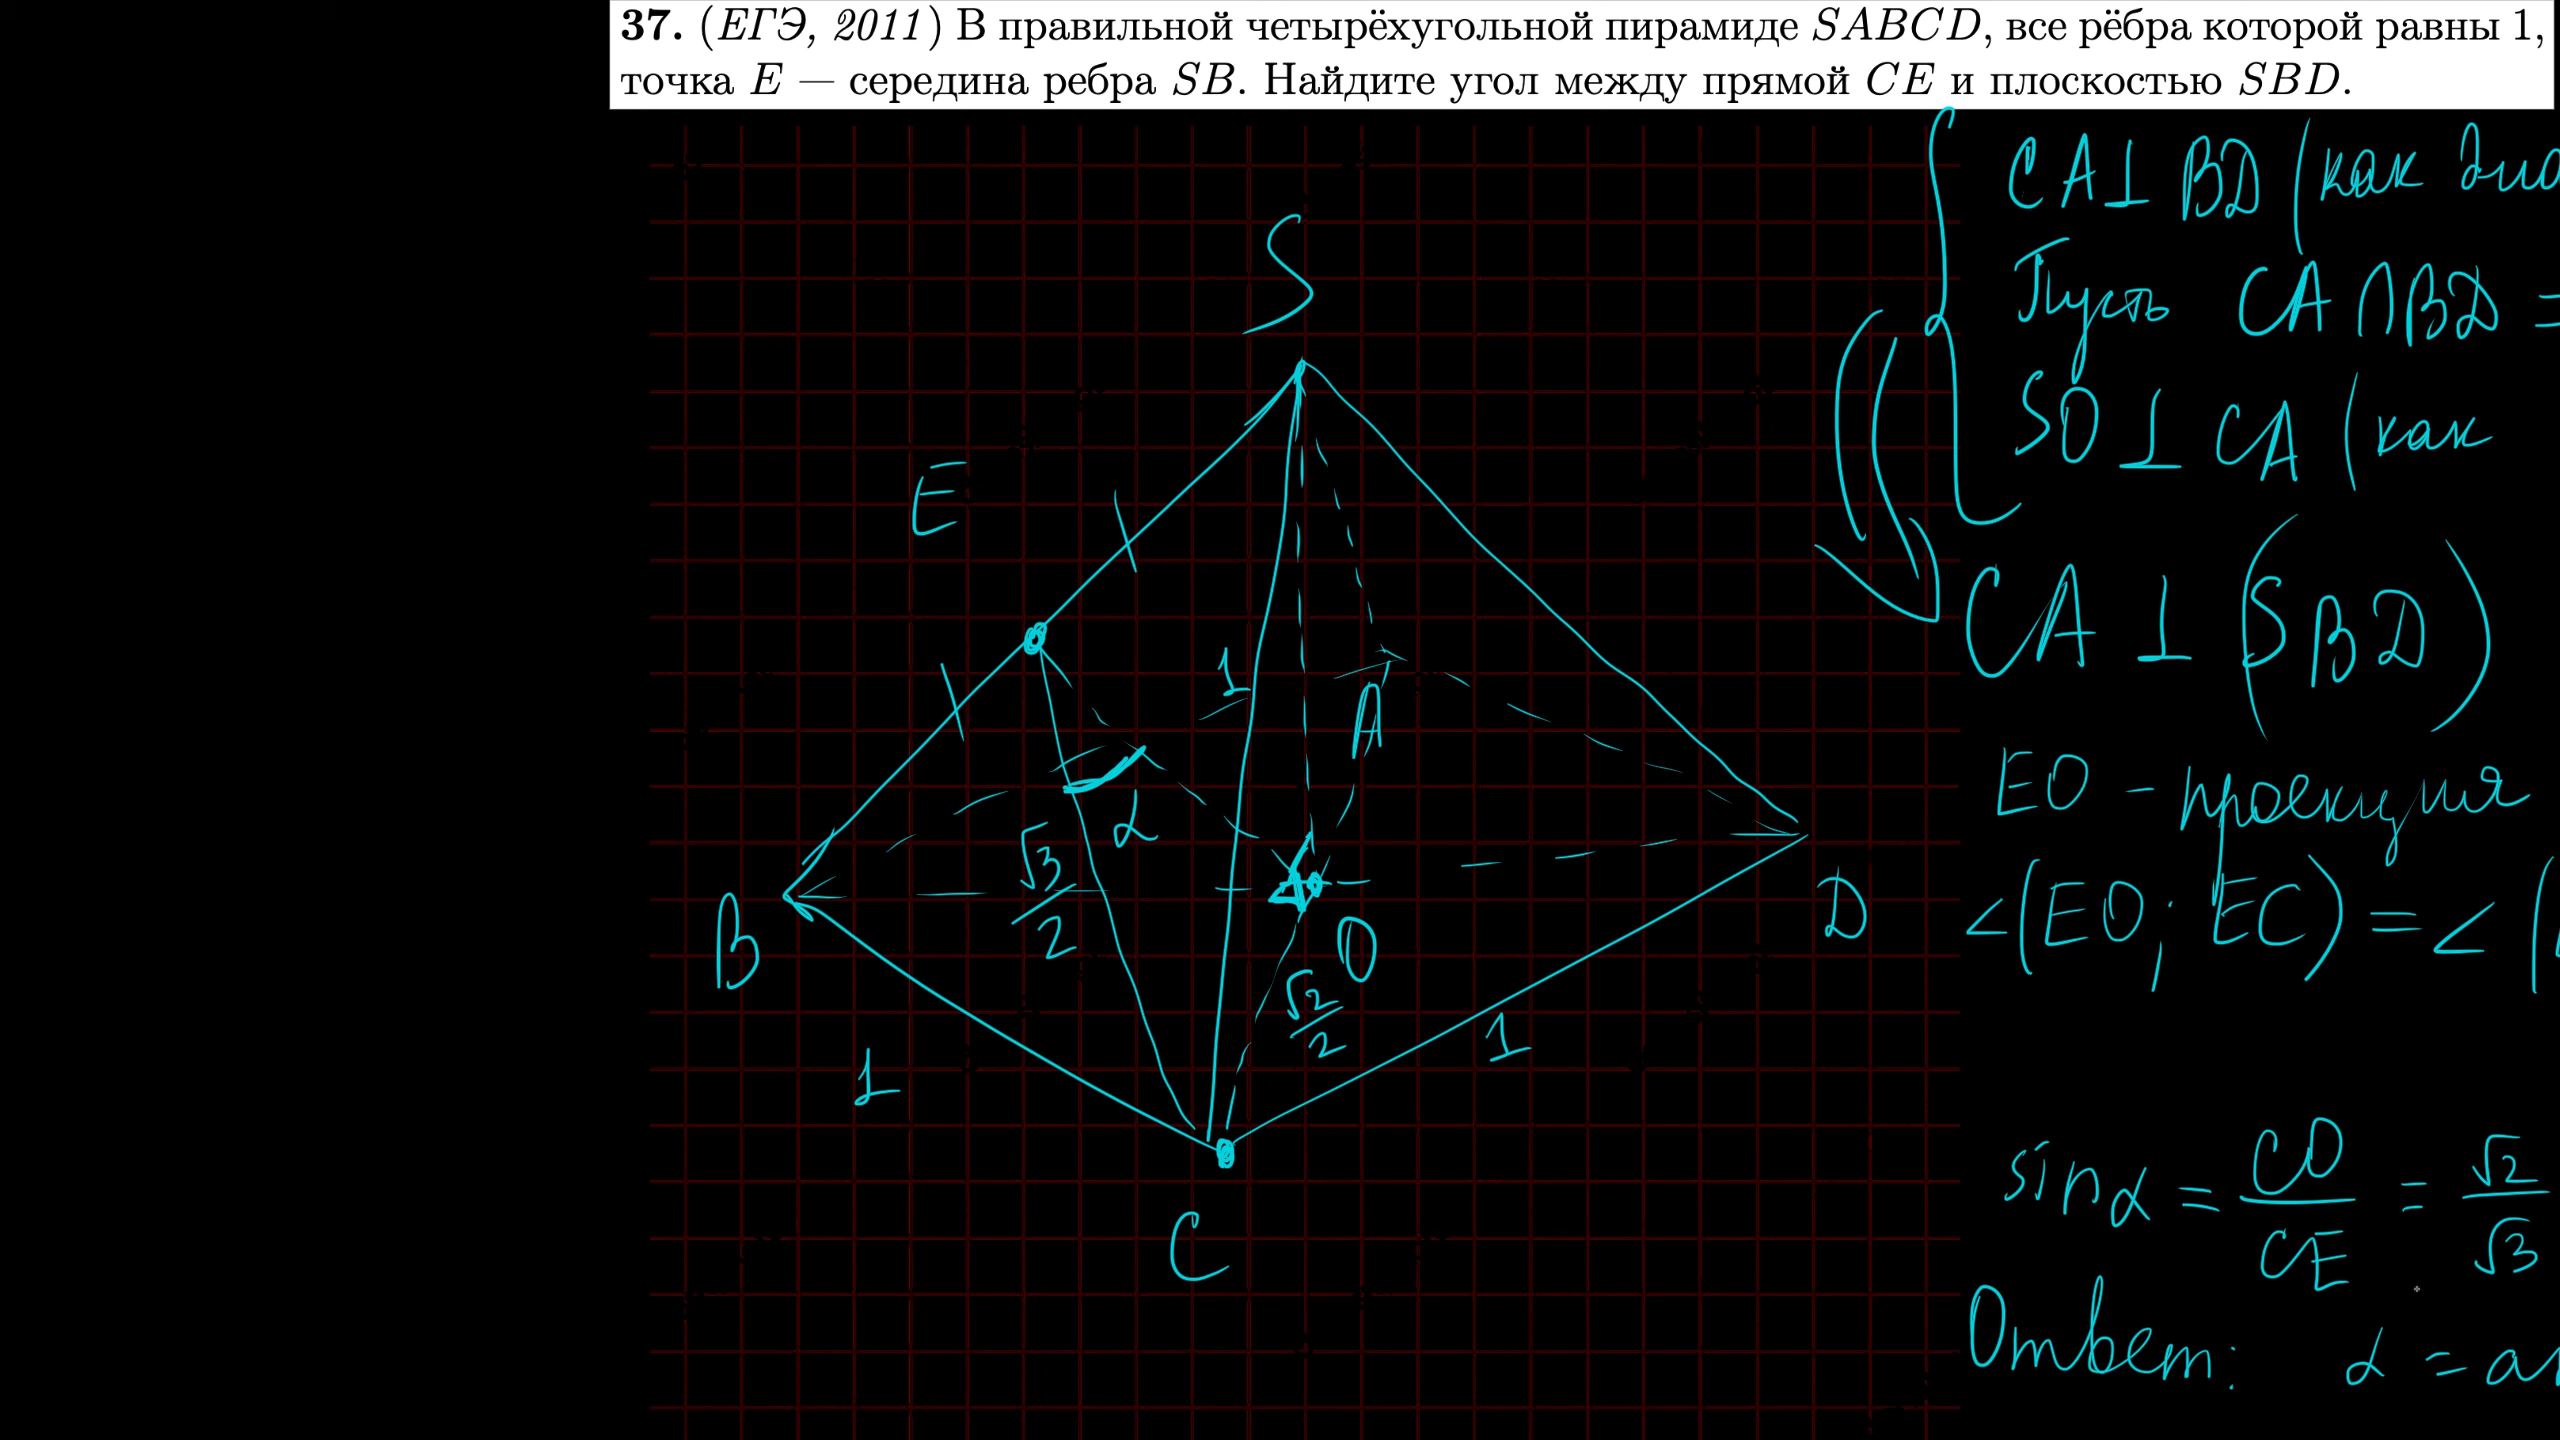 37. (ЕГЭ, 2011) В правильной четырёхугольной пирамиде SABCD, все рёбра которой равны 1,
точка E — середина ребра SB. Найдите угол между прямой CE и плоскостью SBD.
CA ⊥ BD (как
Пусть CA ∩ BD =
SO ⊥ CA (как
CA ⊥ (SBD)
EO - проекция
∠(EO; EC) = ∠(
sin α = CO/CE = √2/√3
Ответ: α =
S
E
1
A
α
√3/2
B
O
D
√2/2
1
1
C